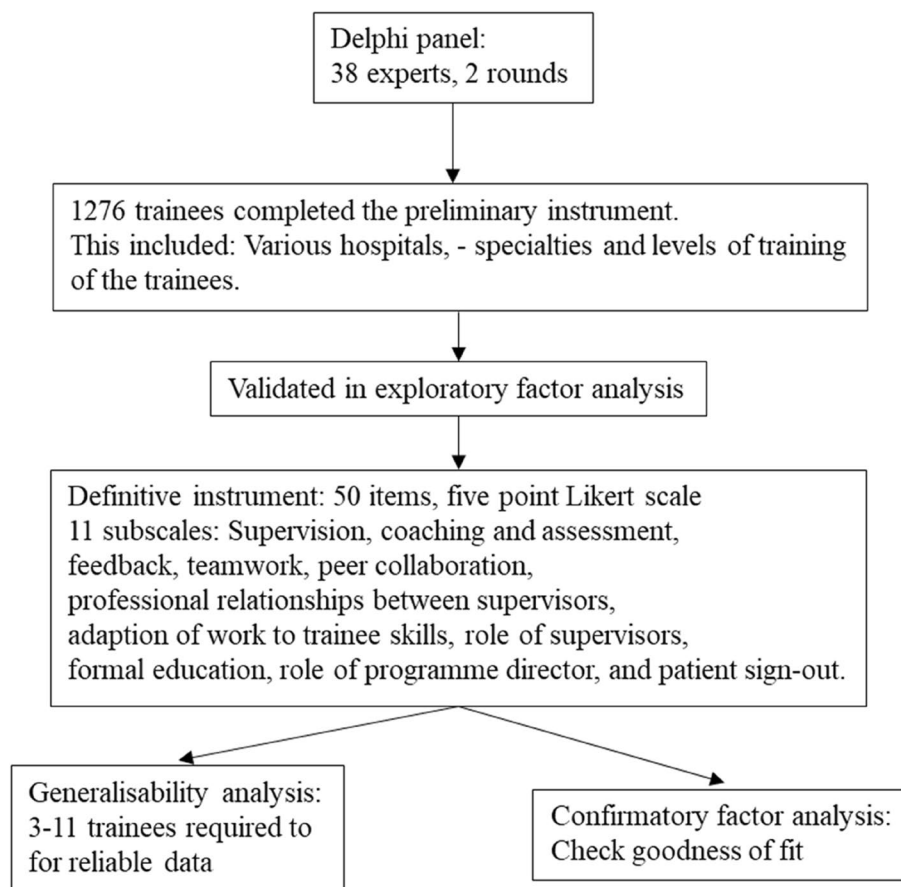 Delphi panel:
38 experts, 2 rounds
1276 trainees completed the preliminary instrument.
This included: Various hospitals, - specialties and levels of training
of the trainees.
Validated in exploratory factor analysis
Definitive instrument: 50 items, five point Likert scale
11 subscales: Supervision, coaching and assessment,
feedback, teamwork, peer collaboration,
professional relationships between supervisors,
adaption of work to trainee skills, role of supervisors,
formal education, role of programme director, and patient sign-out.
Generalisability analysis:
3-11 trainees required to
for reliable data
Confirmatory factor analysis:
Check goodness of fit